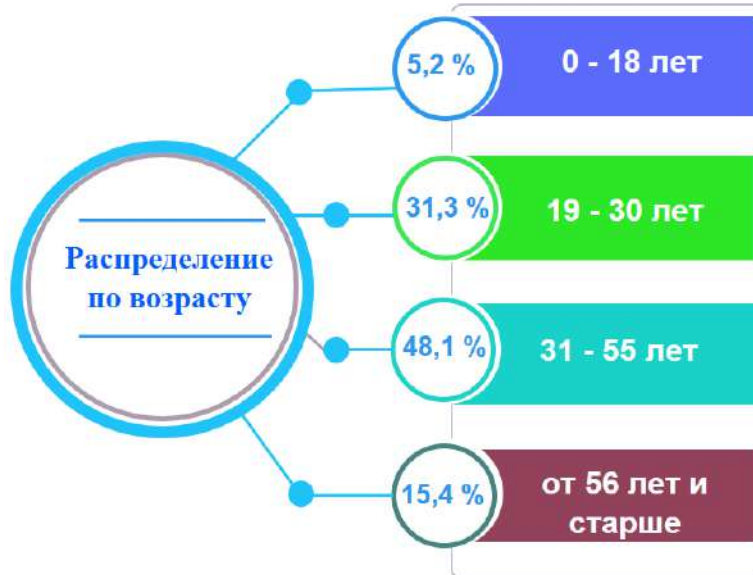 Распределение
по возрасту
5,2 %
0 - 18 лет
31,3 %
19 - 30 лет
48,1 %
31 - 55 лет
15,4 %
от 56 лет и
старше